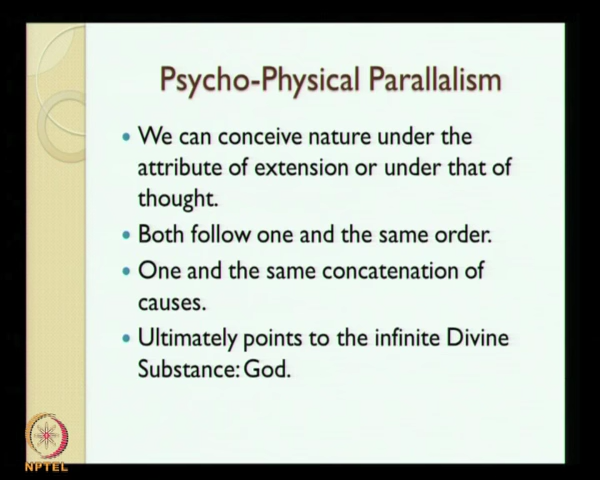 Psycho-Physical Parallalism
• We can conceive nature under the
attribute of extension or under that of
thought.
• Both follow one and the same order.
• One and the same concatenation of
causes.
• Ultimately points to the infinite Divine
Substance: God.
NPTEL